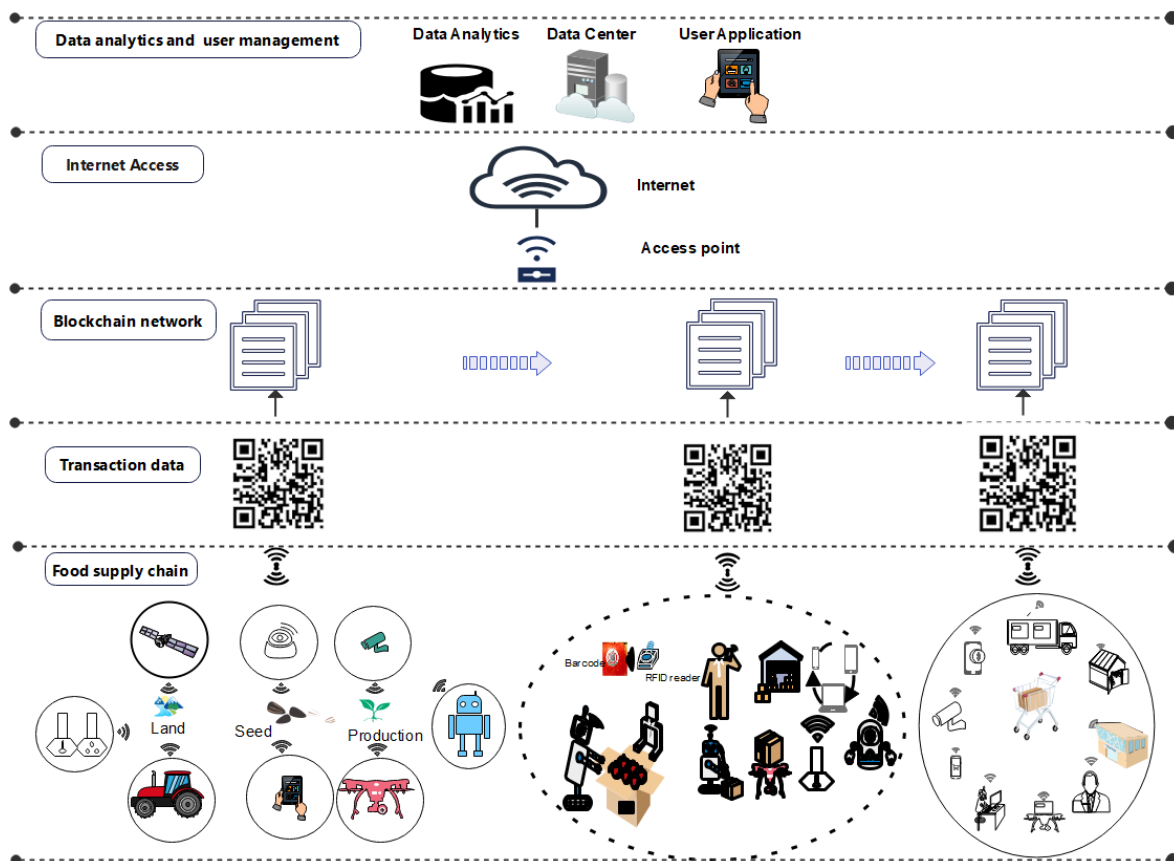 Data analytics and user management
Data Analytics
Data Center
User Application
Internet Access
Internet
Access point
Blockchain network
Transaction data
Food supply chain
Barcode
RFID reader
Land
Seed
Production